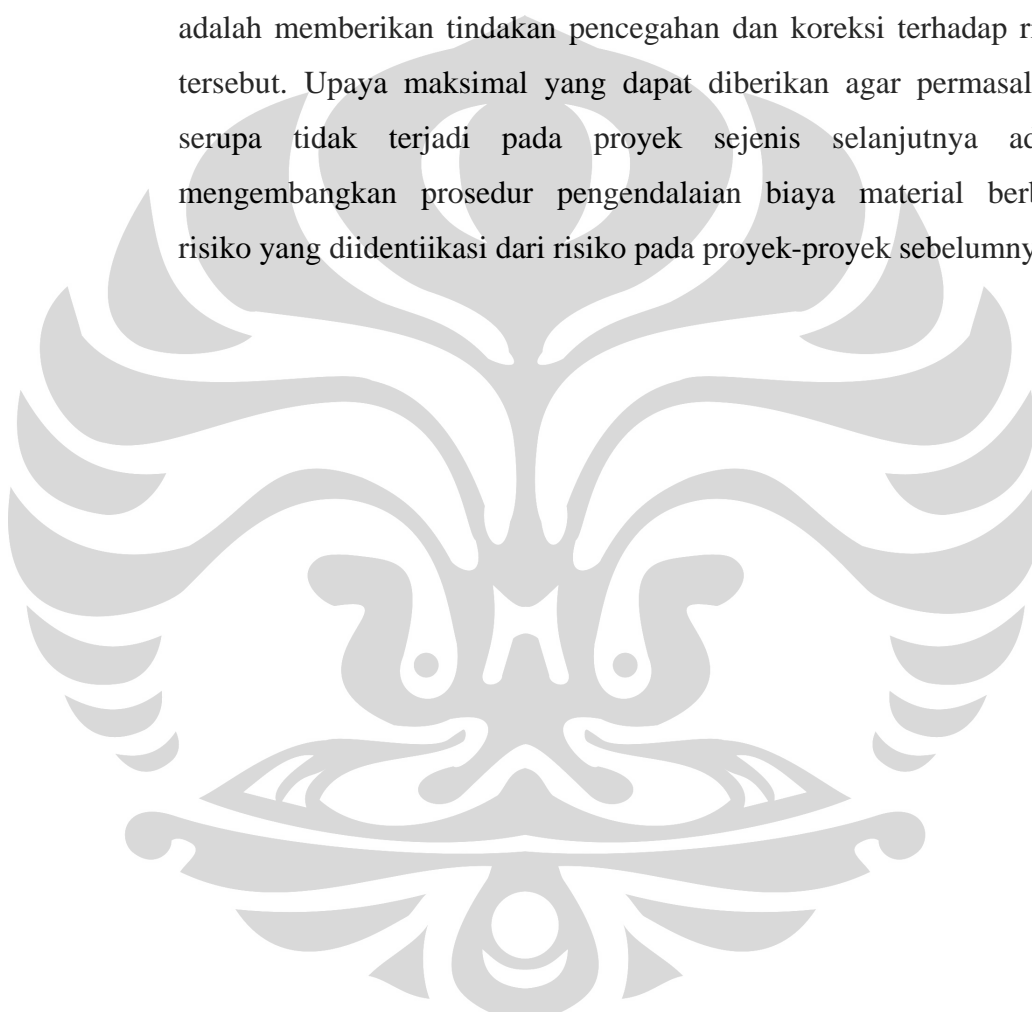 adalah memberikan tindakan pencegahan dan koreksi terhadap
tersebut. Upaya maksimal yang dapat diberikan agar
serupa tidak terjadi pada proyek sejenis selanjutnya
mengembangkan prosedur pengendalaian biaya material
risiko yang diidentiikasi dari risiko pada proyek-proyek